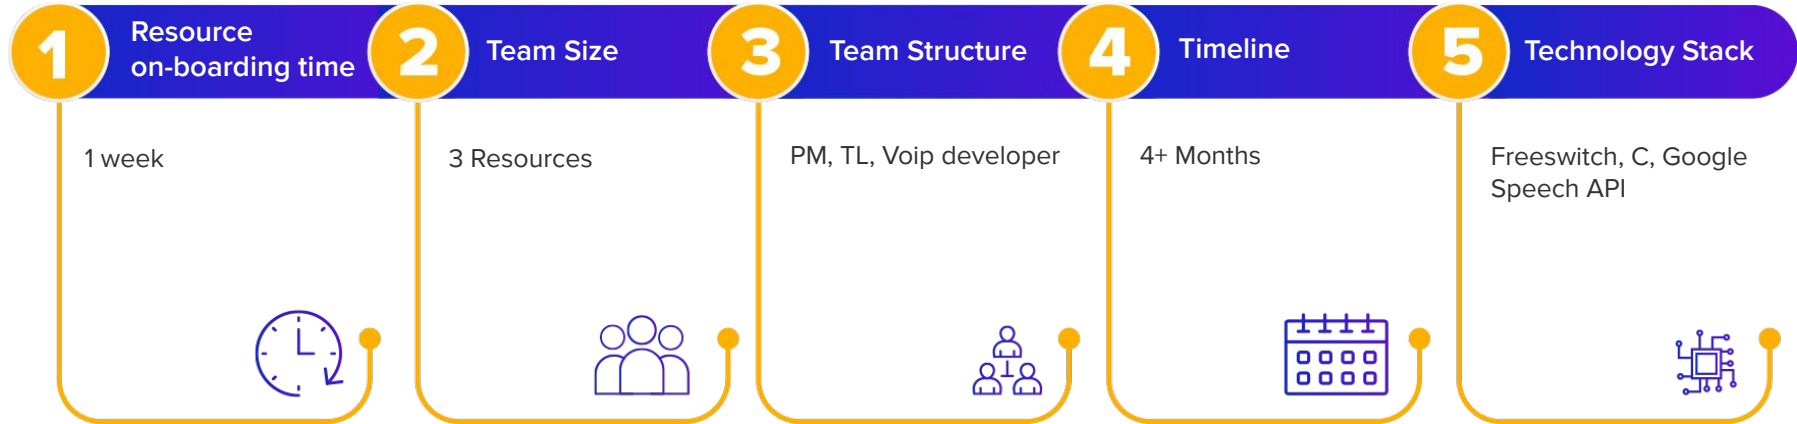 1
Resource
on-boarding time
1 week
2
Team Size
3 Resources
3
Team Structure
PM, TL, Voip developer
4
Timeline
4+ Months
5
Technology Stack
Freeswitch, C, Google
Speech API